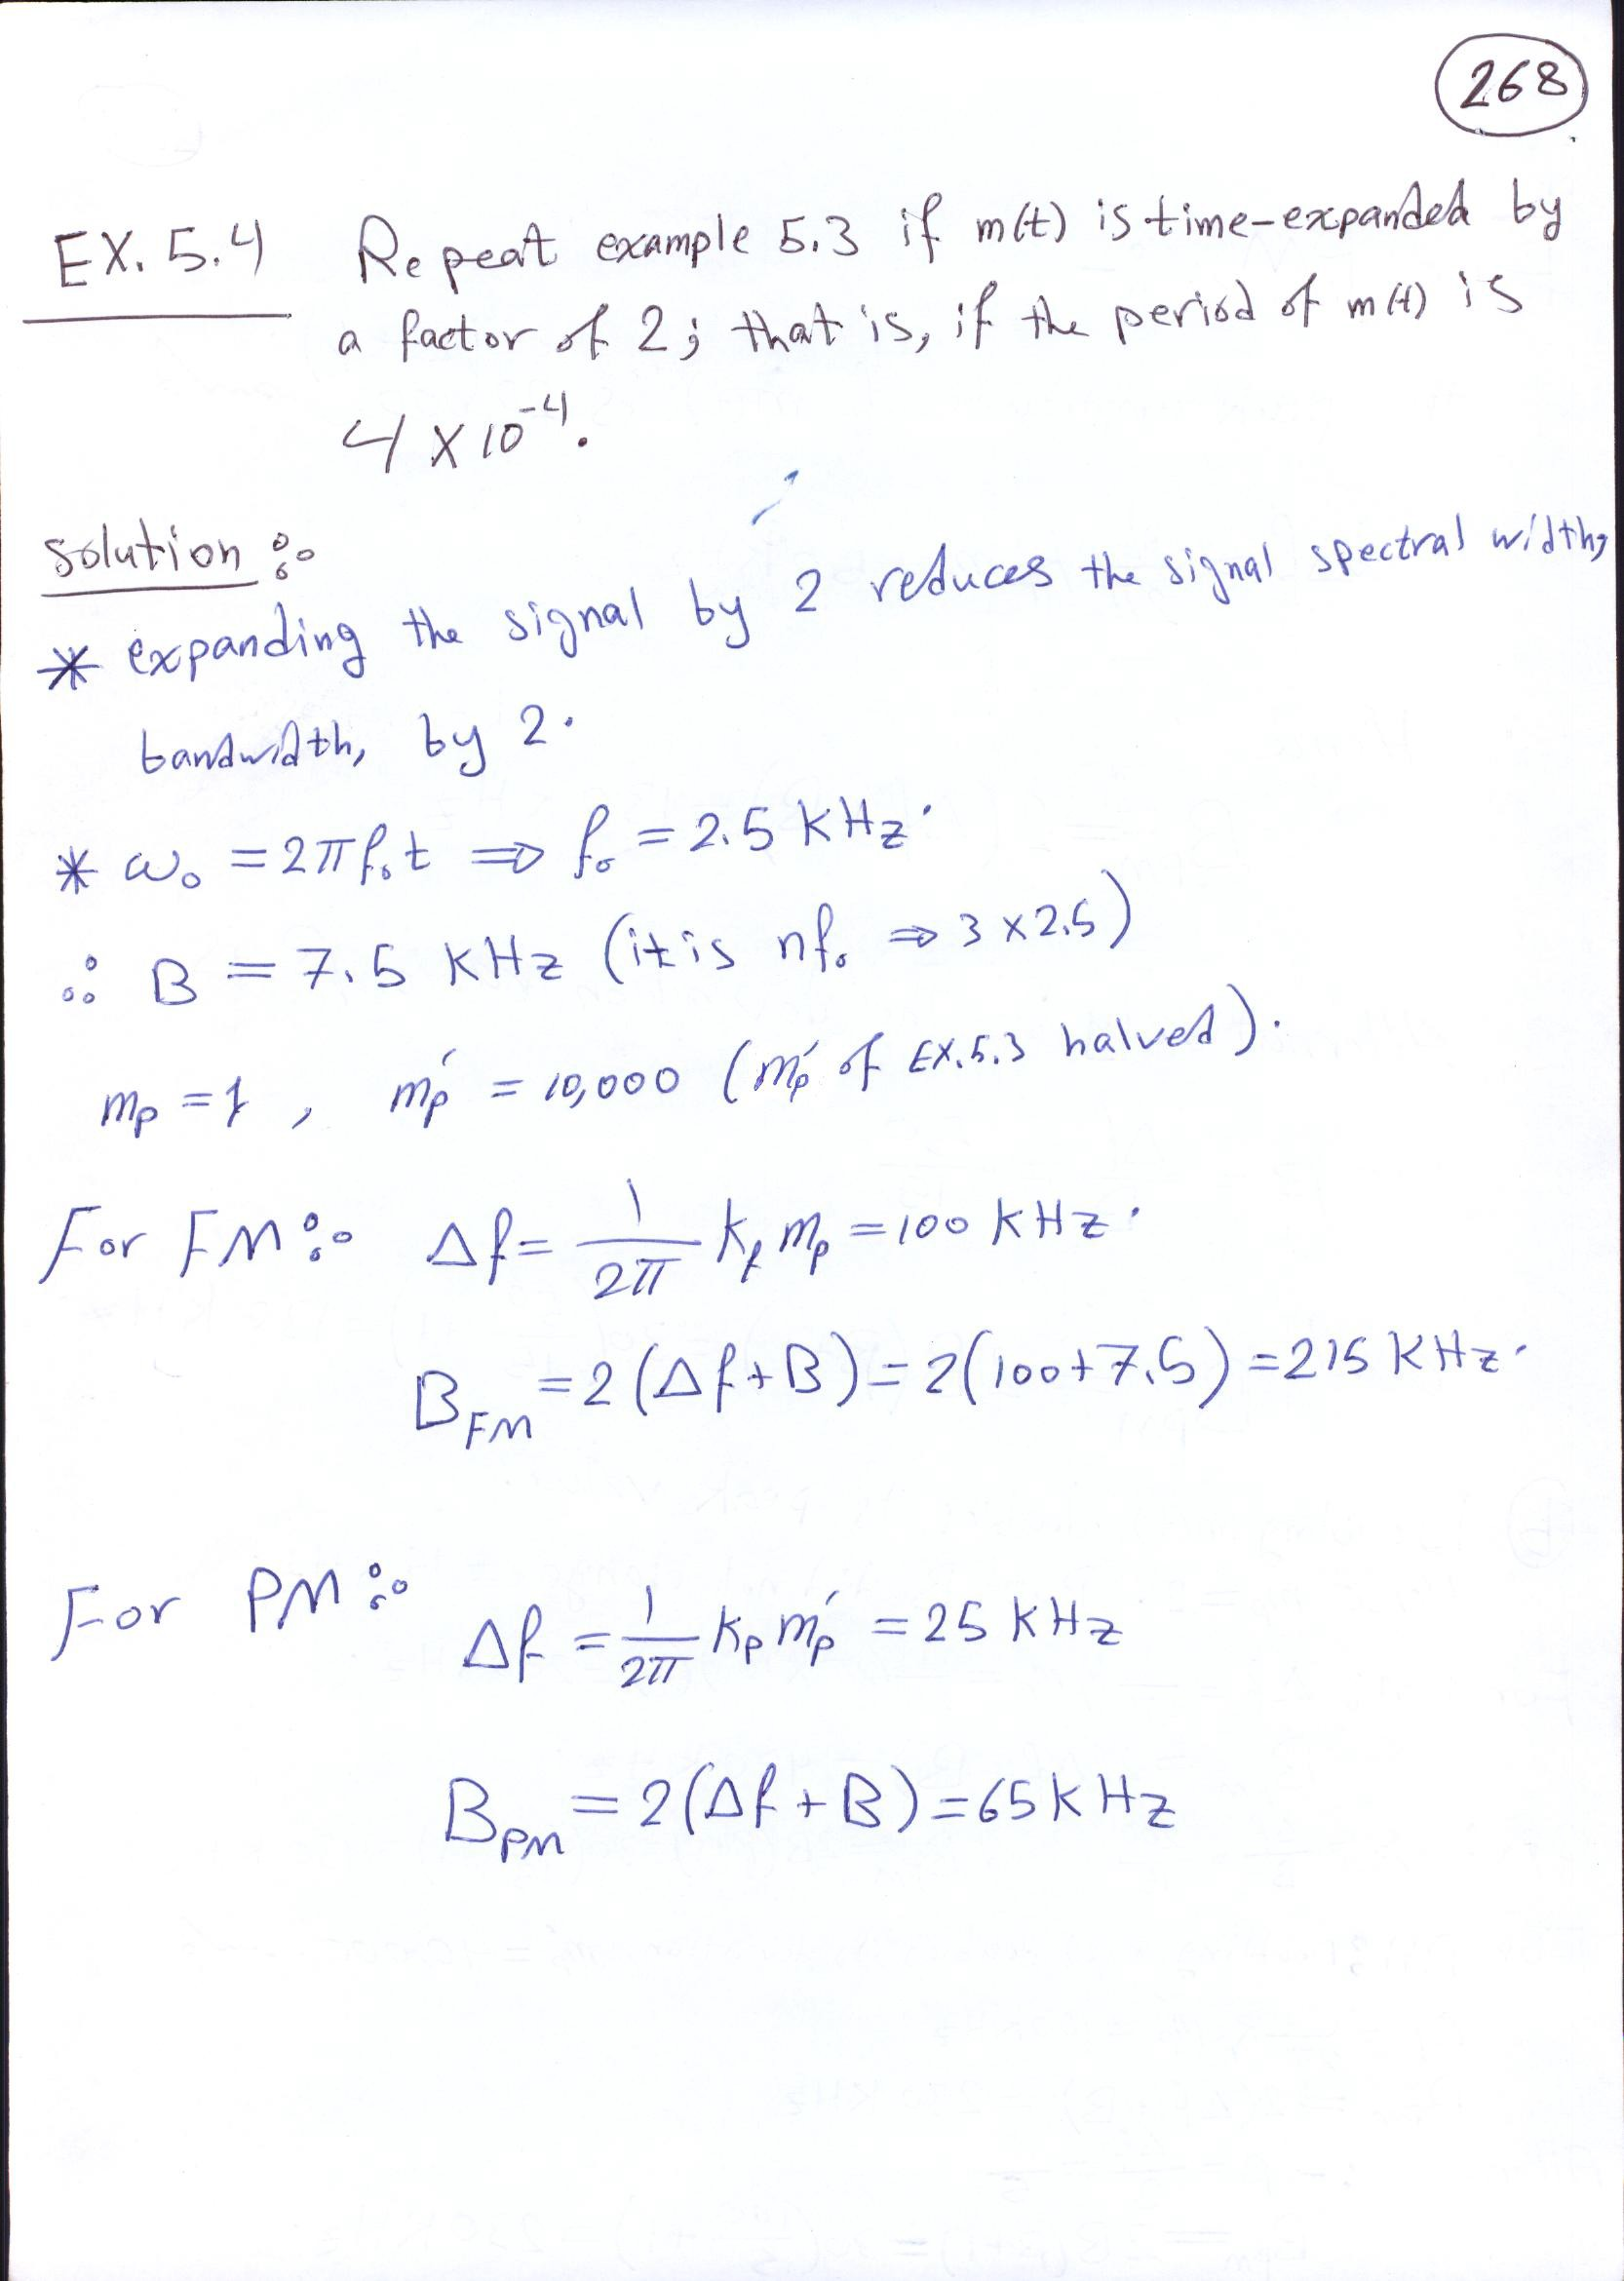 268
EX. 5.4 Repeat example 5.3 if m(t) is time-expanded by
a factor of 2; that is, if the period of m(t) is
4 × 10⁻⁴.
solution :
* expanding the signal by 2 reduces the signal spectral width,
bandwidth, by 2.
* ω₀ = 2πf₀t ⇒ f₀ = 2.5 KHz.
∴ B = 7.5 KHz (it is nf₀ ⇒ 3 × 2.5)
mp = 1 , m´p = 10,000 (m´p of EX.5.3 halved).
For FM: Δf = 1/2π Kf mp = 100 KHz.
BFM = 2(Δf + B) = 2(100+7.5) = 215 KHz.
For PM:
Δf = 1/2π Kp m´p = 25 KHz
BPM = 2(Δf + B) = 65 KHz